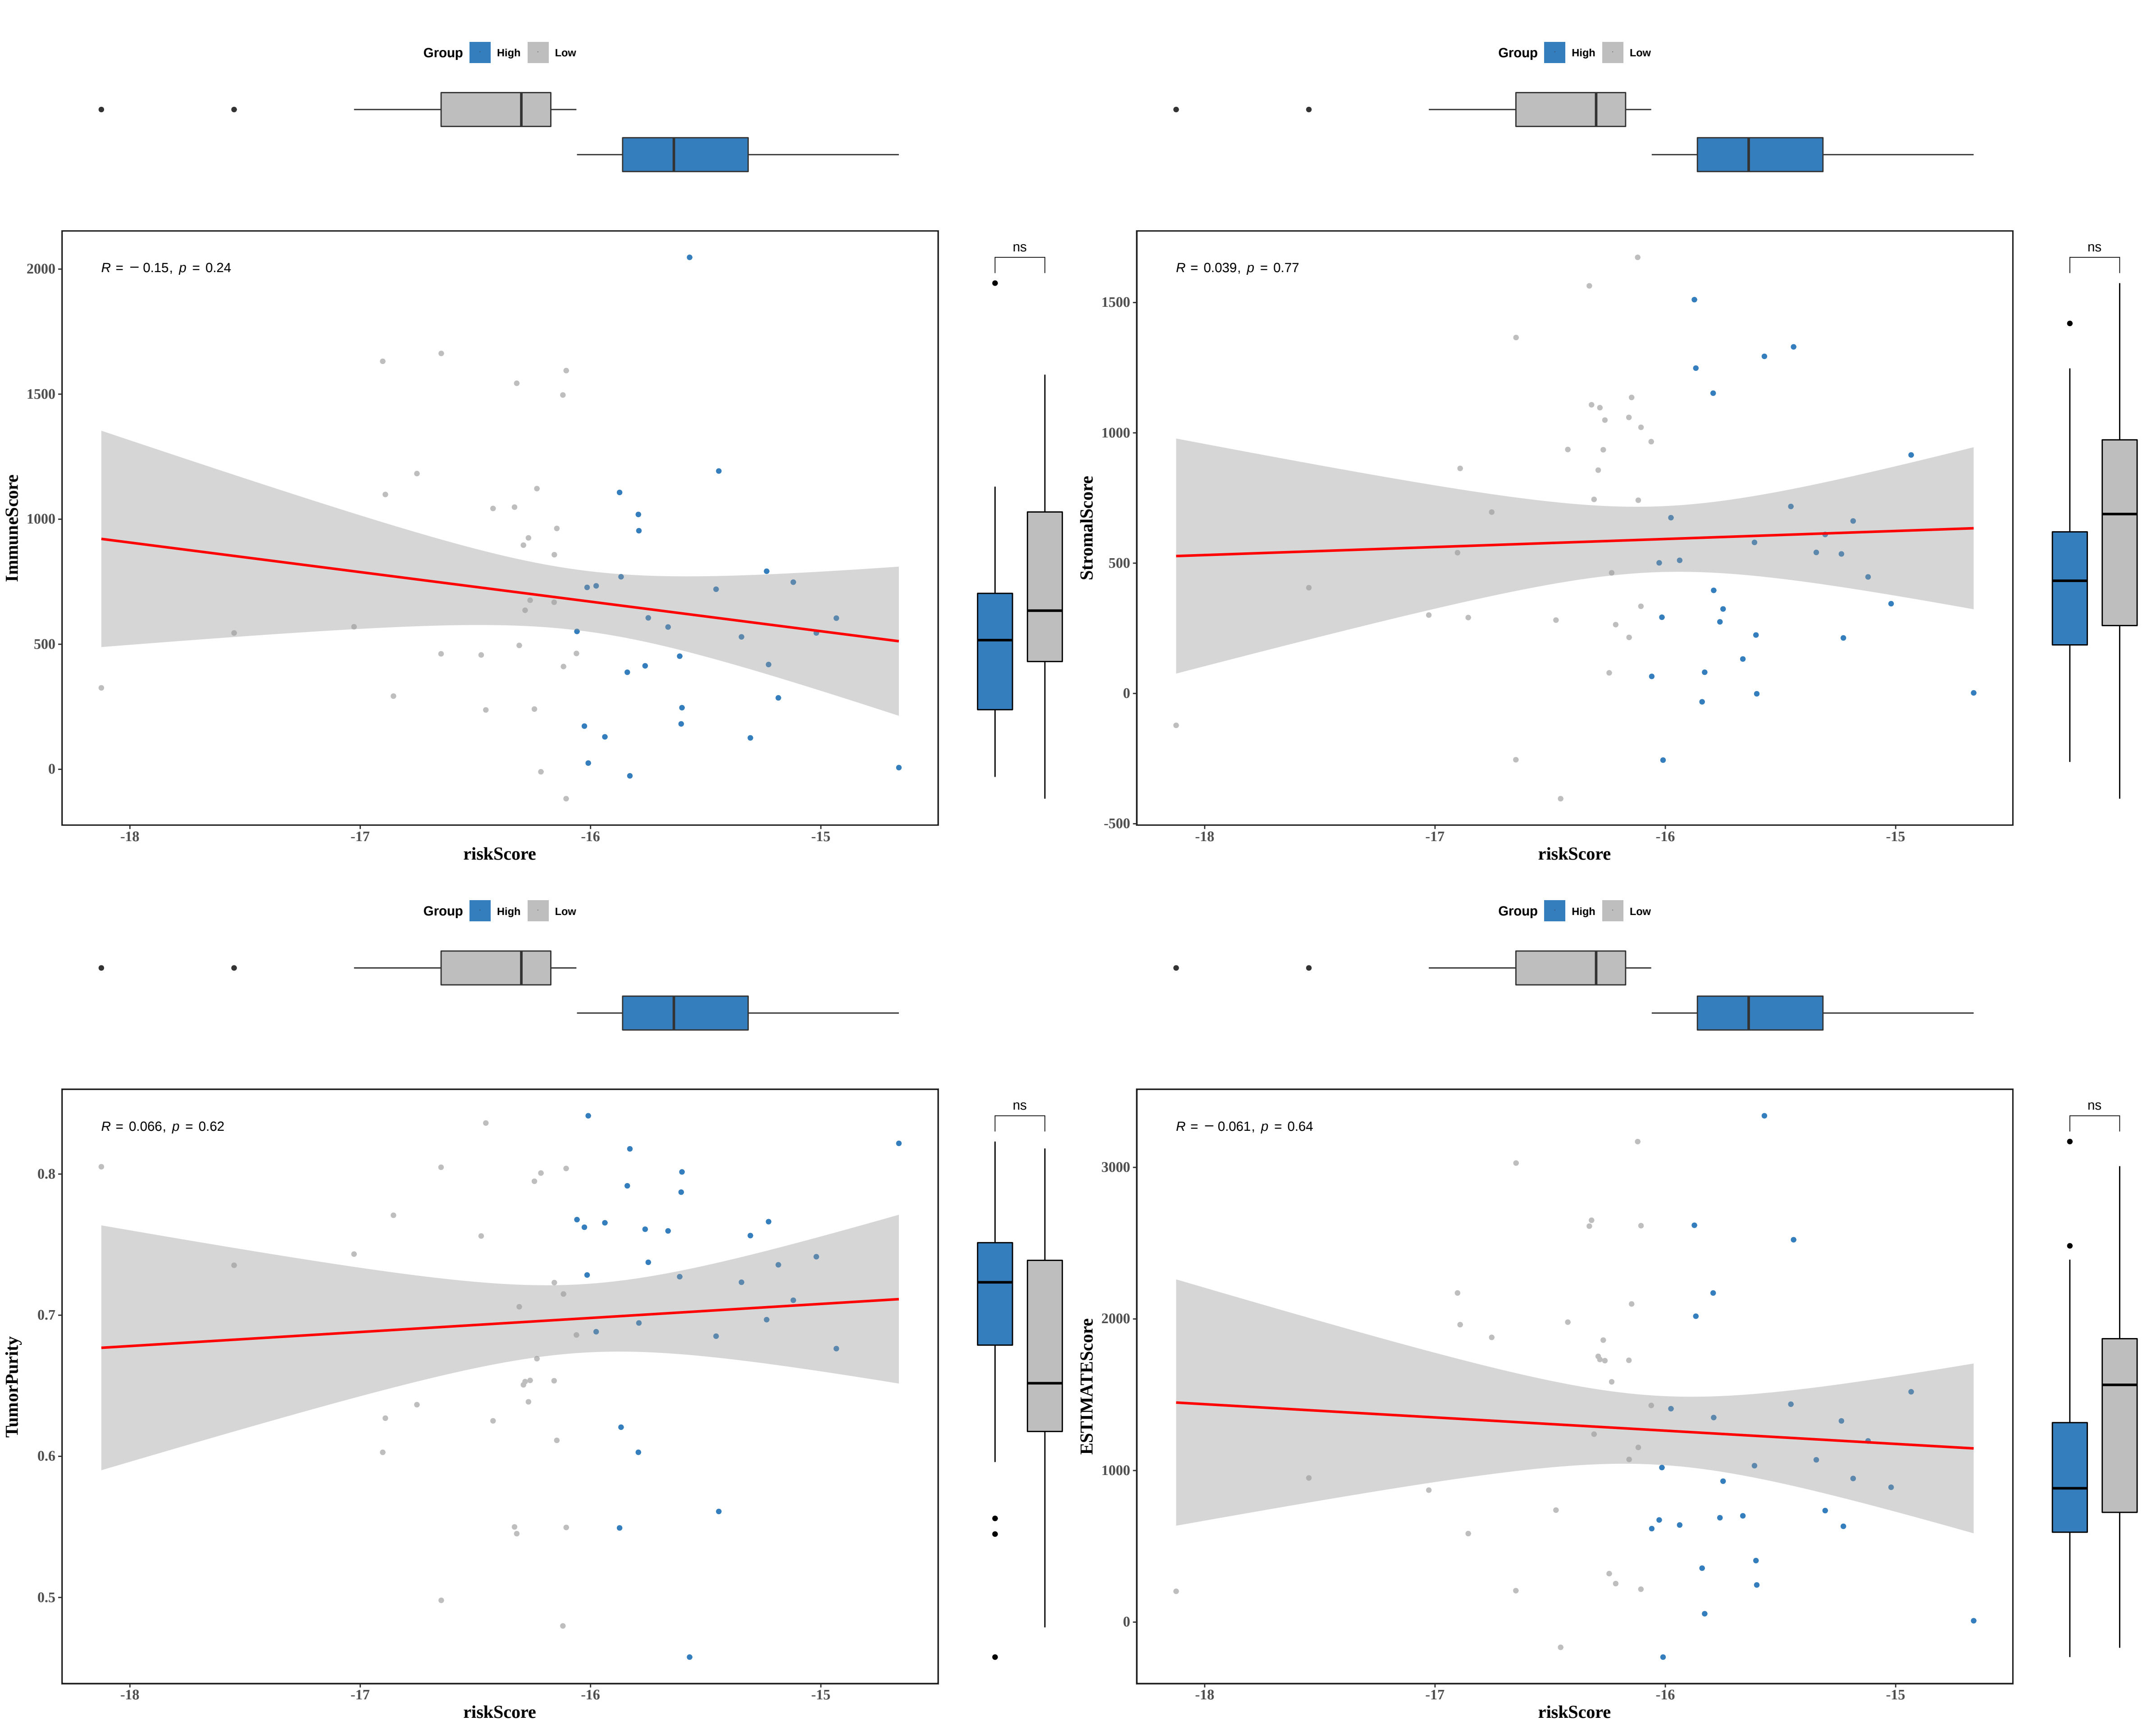 Group High Low
R = − 0.15, p = 0.24
ns
2000
1500
1000
500
0
ImmuneScore
-18 -17 -16 -15
riskScore
Group High Low
R = 0.039, p = 0.77
ns
1500
1000
500
0
-500
StromalScore
-18 -17 -16 -15
riskScore
Group High Low
R = 0.066, p = 0.62
ns
0.8
0.7
0.6
0.5
TumorPurity
-18 -17 -16 -15
riskScore
Group High Low
R = − 0.061, p = 0.64
ns
3000
2000
1000
0
ESTIMATEScore
-18 -17 -16 -15
riskScore